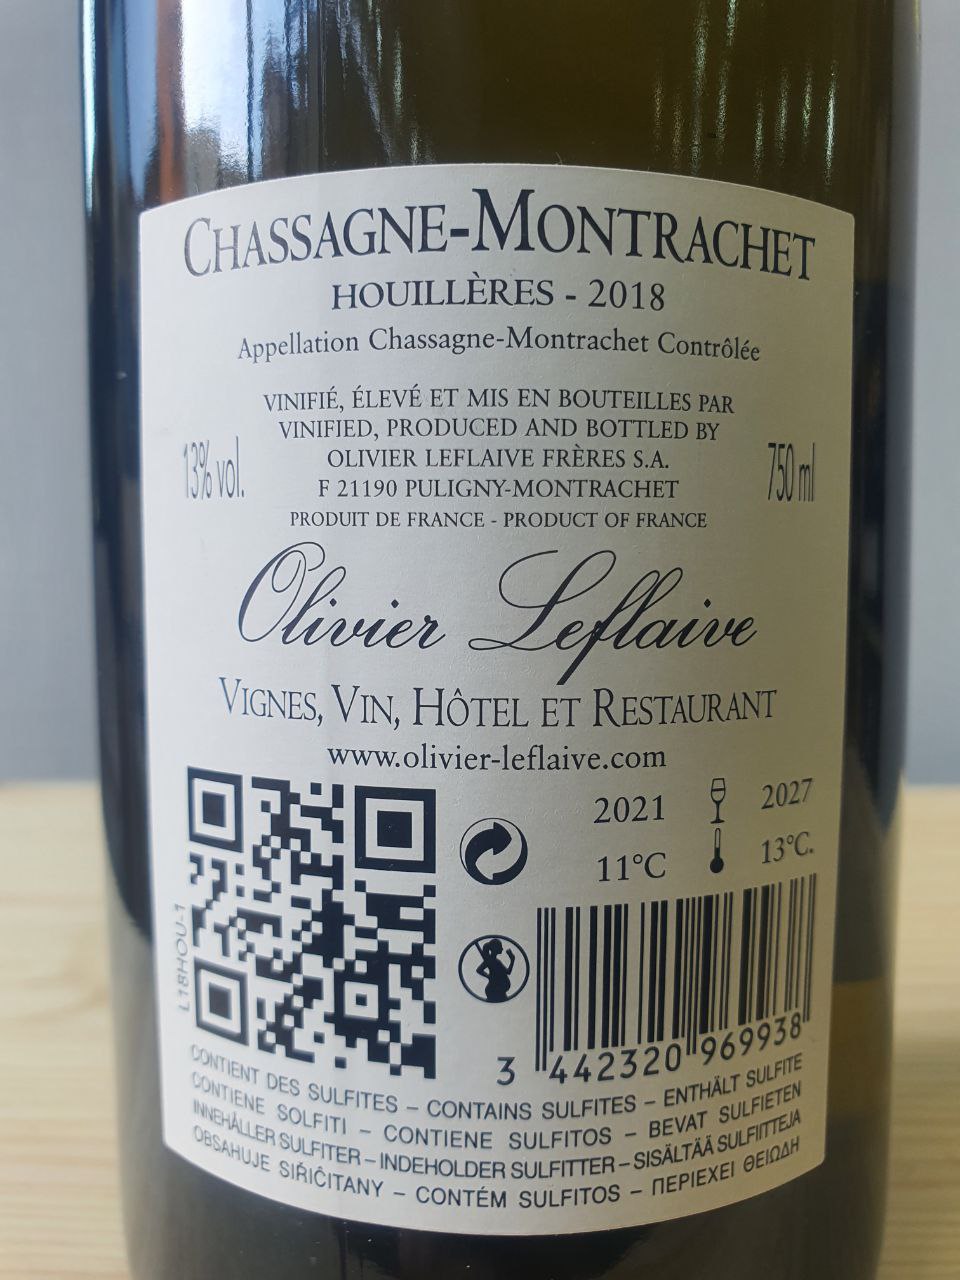 CHASSAGNE-MONTRACHET
HOUILLÈRES - 2018
Appellation Chassagne-Montrachet Contrôlée
VINIFIÉ, ÉLEVÉ ET MIS EN BOUTEILLES PAR
VINIFIED, PRODUCED AND BOTTLED BY
OLIVIER LEFLAIVE FRÈRES S.A.
F 21190 PULIGNY-MONTRACHET
PRODUIT DE FRANCE - PRODUCT OF FRANCE
13% vol.
750 ml
Olivier Leflaive
VIGNES, VIN, HÔTEL ET RESTAURANT
www.olivier-leflaive.com
2021 2027
11°C 13°C.
L18HOU-1
3 442320 969938
CONTIENT DES SULFITES – CONTAINS SULFITES – ENTHÄLT SULFITE
CONTIENE SOLFITI – CONTIENE SULFITOS – BEVAT SULFIETEN
INNEHÅLLER SULFITER – INDEHOLDER SULFITTER – SISÄLTÄÄ SULFIITTEJA
OBSAHUJE SIŘIČITANY – CONTÉM SULFITOS – ΠΕΡΙΕΧΕΙ ΘΕΙΩΔΗ